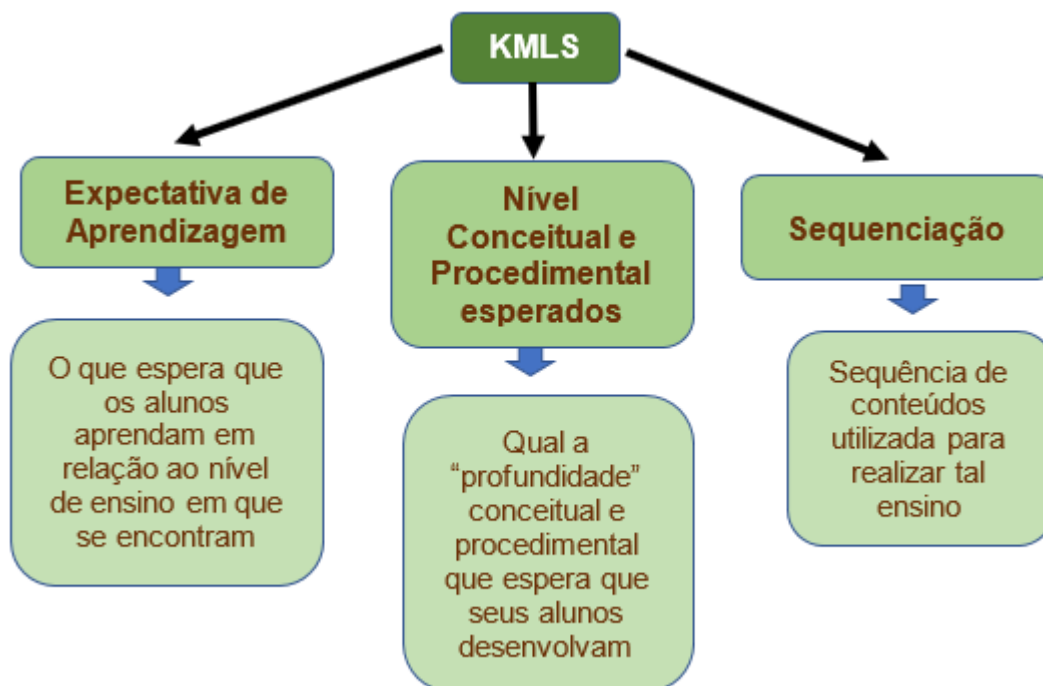 KMLS
Expectativa de
Aprendizagem
O que espera que
os alunos
aprendam em
relação ao nível
de ensino em que
se encontram
Nível
Conceitual e
Procedimental
esperados
Qual a
“profundidade”
conceitual e
procedimental
que espera que
seus alunos
desenvolvam
Sequenciação
Sequência de
conteúdos
utilizada para
realizar tal
ensino